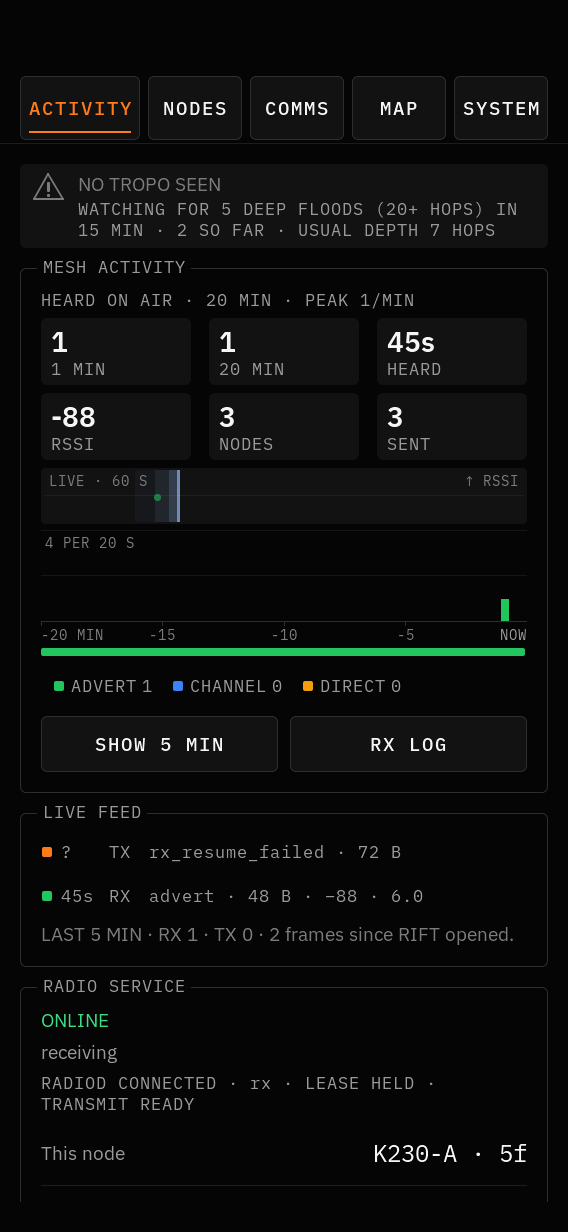 ACTIVITY NODES COMMS MAP SYSTEM
NO TROPO SEEN
WATCHING FOR 5 DEEP FLOODS (20+ HOPS) IN
15 MIN · 2 SO FAR · USUAL DEPTH 7 HOPS
MESH ACTIVITY
HEARD ON AIR · 20 MIN · PEAK 1/MIN
1 1 45s
1 MIN 20 MIN HEARD
-88 3 3
RSSI NODES SENT
LIVE · 60 S ↑ RSSI
4 PER 20 S
-20 MIN -15 -10 -5 NOW
ADVERT 1 CHANNEL 0 DIRECT 0
SHOW 5 MIN RX LOG
LIVE FEED
? TX rx_resume_failed · 72 B
45s RX advert · 48 B · −88 · 6.0
LAST 5 MIN · RX 1 · TX 0 · 2 frames since RIFT opened.
RADIO SERVICE
ONLINE
receiving
RADIOD CONNECTED · rx · LEASE HELD ·
TRANSMIT READY
This node K230-A · 5f